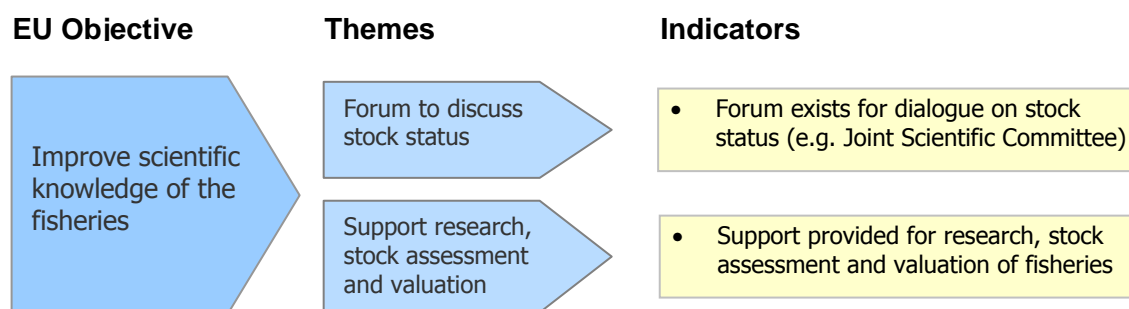 EU Objective
Themes
Indicators
Improve scientific
knowledge of the
fisheries
Forum to discuss
stock status
• Forum exists for dialogue on stock
status (e.g. Joint Scientific Committee)
Support research,
stock assessment
and valuation
• Support provided for research, stock
assessment and valuation of fisheries